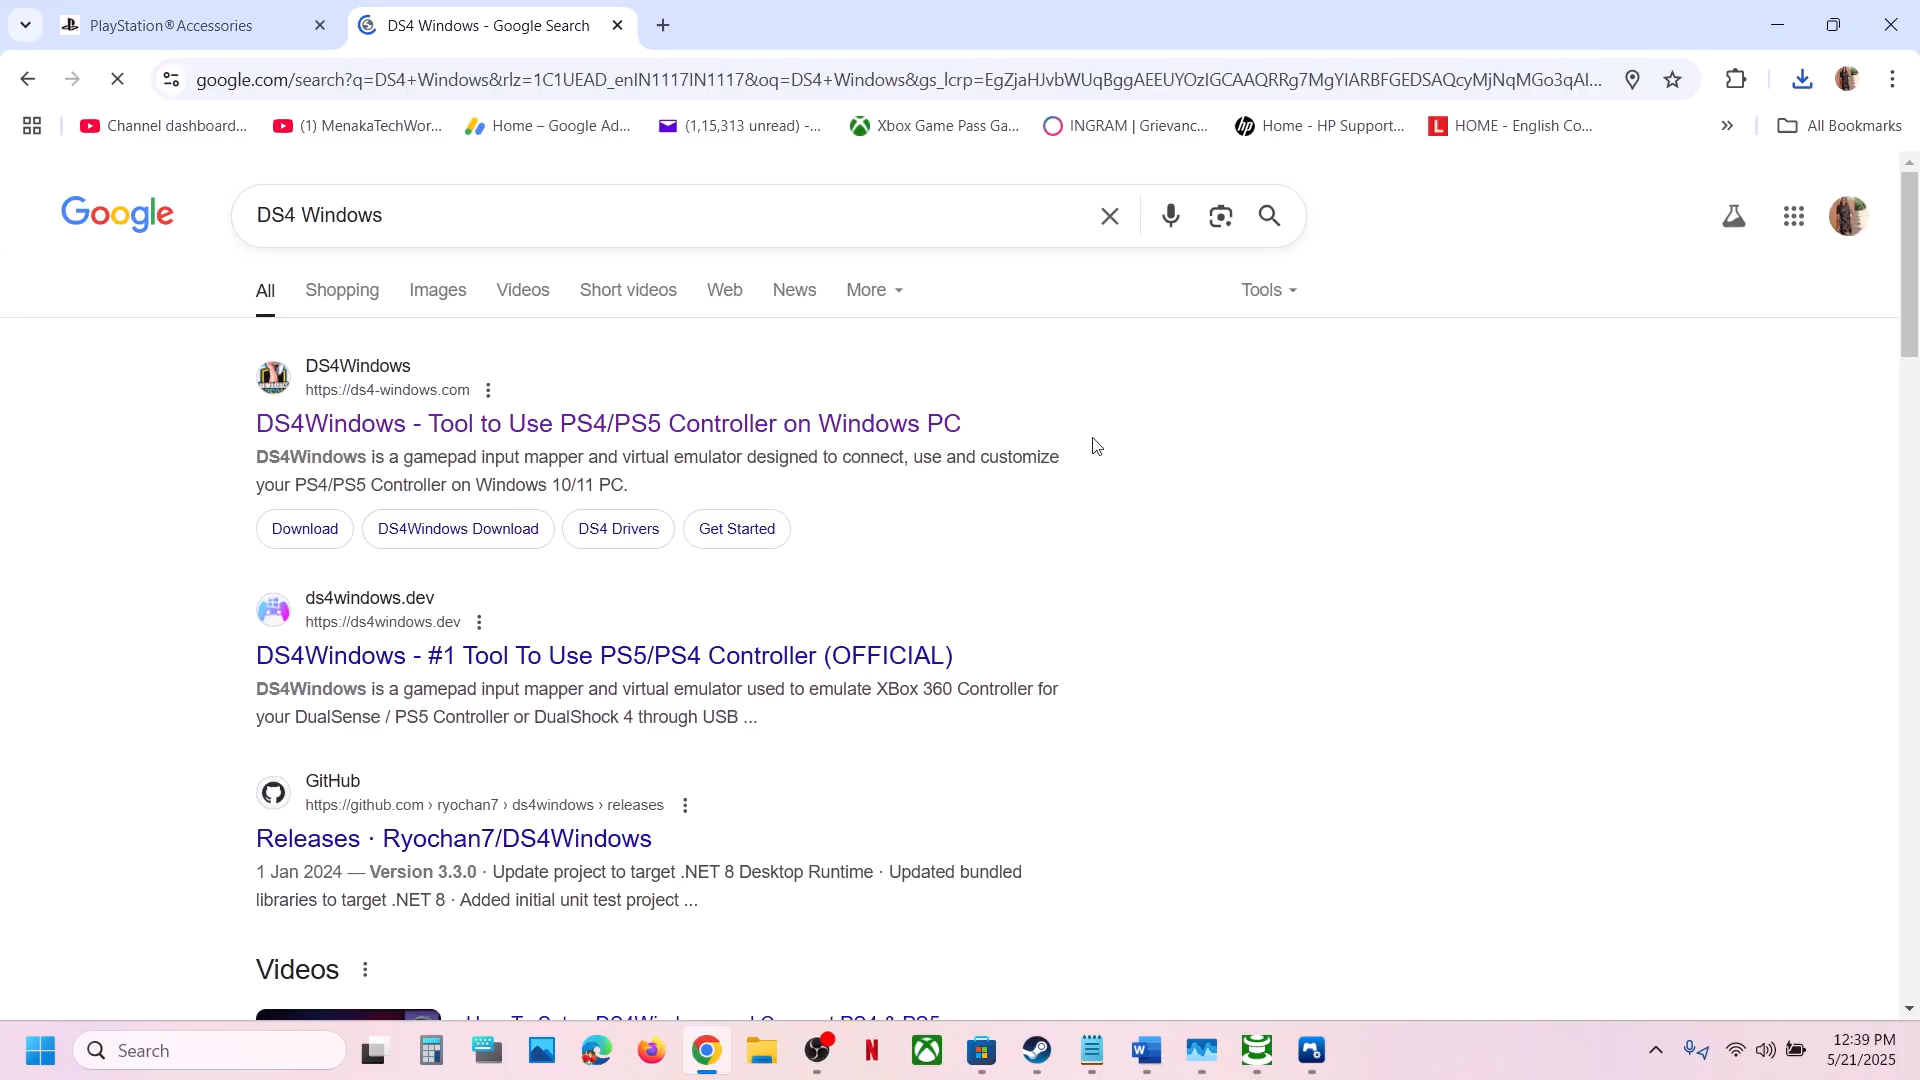 PlayStation®Accessories
DS4 Windows - Google Search
google.com/search?q=DS4+Windows&rlz=1C1UEAD_enIN1117IN1117&oq=DS4+Windows&gs_lcrp=EgZjaHJvbWUqBggAEEUYOzIGCAAQRRg7MgYIARBFGEDSAQcyMjNqMGo3qAI...
Channel dashboard...
(1) MenakaTechWor...
Home – Google Ad...
(1,15,313 unread) -...
Xbox Game Pass Ga...
INGRAM | Grievanc...
Home - HP Support...
HOME - English Co...
All Bookmarks
Google
DS4 Windows
All
Shopping
Images
Videos
Short videos
Web
News
More
Tools
DS4Windows
https://ds4-windows.com
DS4Windows - Tool to Use PS4/PS5 Controller on Windows PC
DS4Windows is a gamepad input mapper and virtual emulator designed to connect, use and customize
your PS4/PS5 Controller on Windows 10/11 PC.
Download
DS4Windows Download
DS4 Drivers
Get Started
ds4windows.dev
https://ds4windows.dev
DS4Windows - #1 Tool To Use PS5/PS4 Controller (OFFICIAL)
DS4Windows is a gamepad input mapper and virtual emulator used to emulate XBox 360 Controller for
your DualSense / PS5 Controller or DualShock 4 through USB ...
GitHub
https://github.com › ryochan7 › ds4windows › releases
Releases · Ryochan7/DS4Windows
1 Jan 2024 — Version 3.3.0 · Update project to target .NET 8 Desktop Runtime · Updated bundled
libraries to target .NET 8 · Added initial unit test project ...
Videos
How To Setup DS4Windows and Connect PS4 & PS5
Search
12:39 PM
5/21/2025